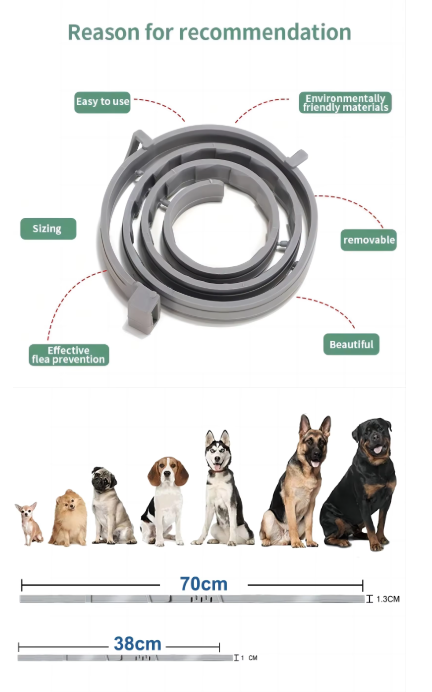 Reason for recommendation
Easy to use
Environmentally
friendly materials
Sizing
removable
Effective
flea prevention
Beautiful
70cm
1.3CM
38cm
1 CM